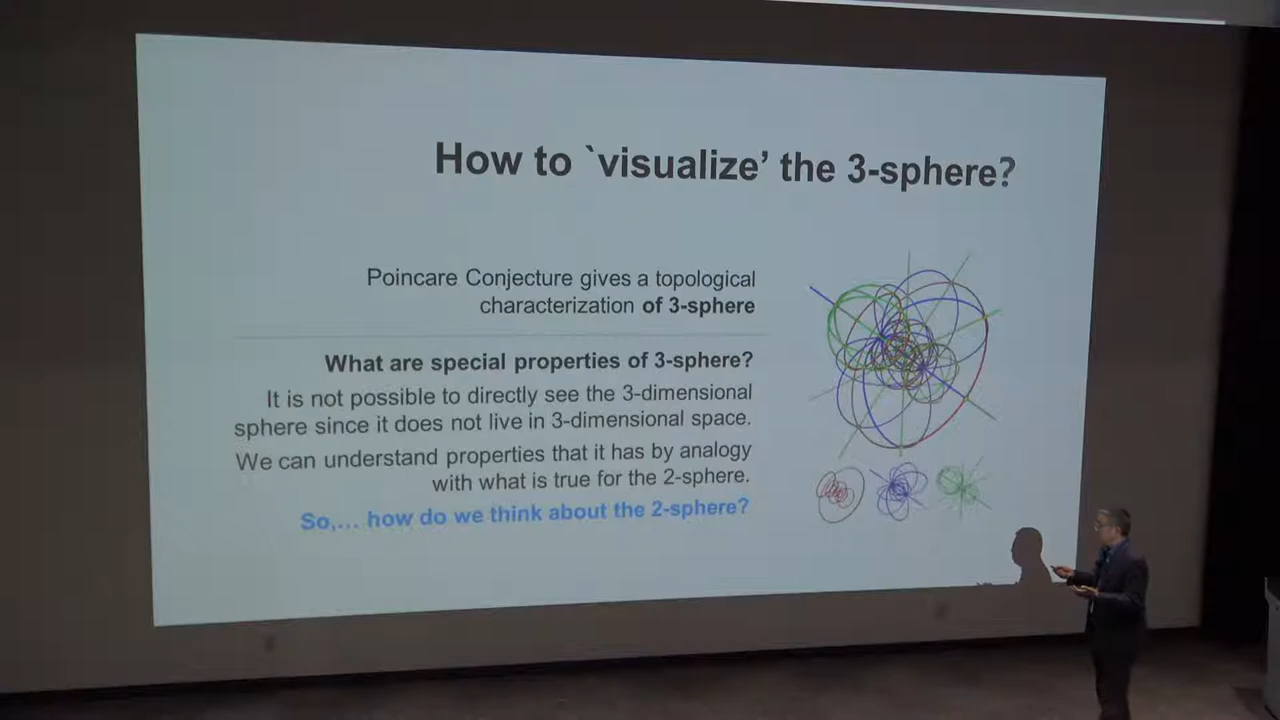 How to `visualize’ the 3-sphere?
Poincare Conjecture gives a topological
characterization of 3-sphere
What are special properties of 3-sphere?
It is not possible to directly see the 3-dimensional
sphere since it does not live in 3-dimensional space.
We can understand properties that it has by analogy
with what is true for the 2-sphere.
So,… how do we think about the 2-sphere?